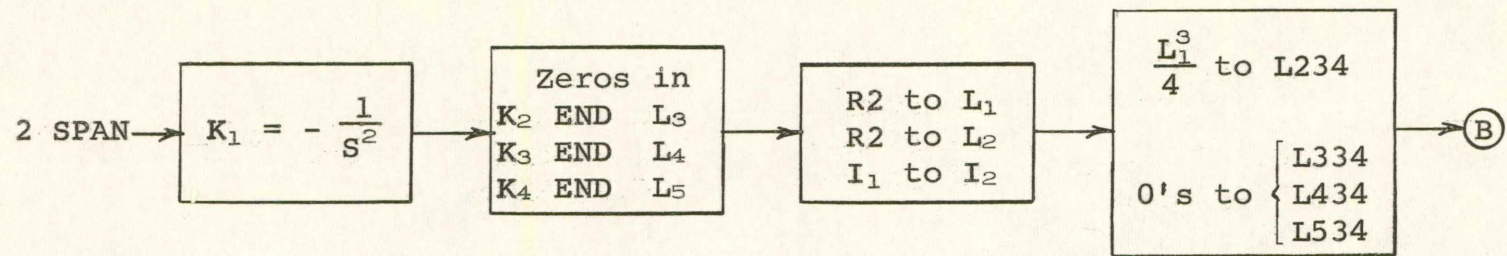 2 SPAN
K₁ = - 1/S²
Zeros in
K₂ END L₃
K₃ END L₄
K₄ END L₅
R2 to L₁
R2 to L₂
I₁ to I₂
L₁³/4 to L234
0's to { L334
L434
L534
B